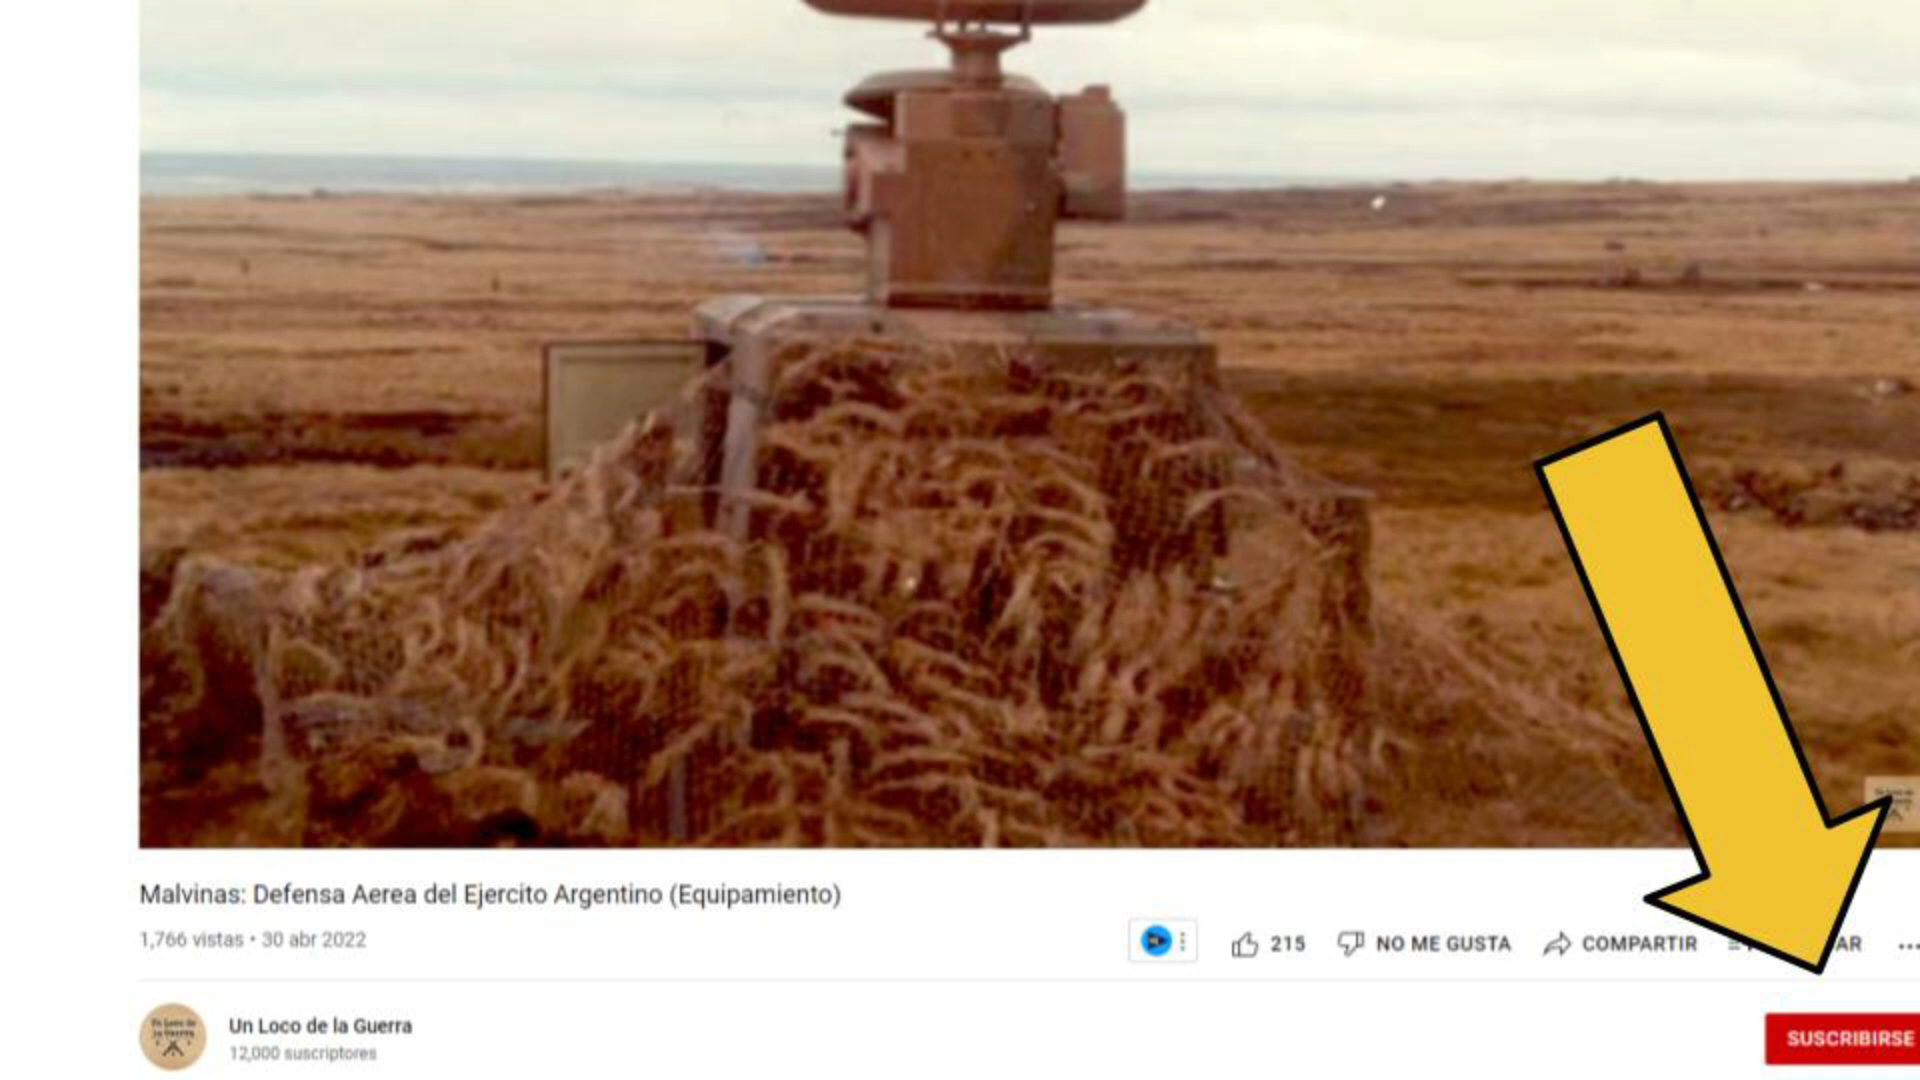 Malvinas: Defensa Aerea del Ejercito Argentino (Equipamiento)
1,766 vistas • 30 abr 2022
215 NO ME GUSTA COMPARTIR AR ...
Un Loco de la Guerra
12,000 suscriptores
SUSCRIBIRSE